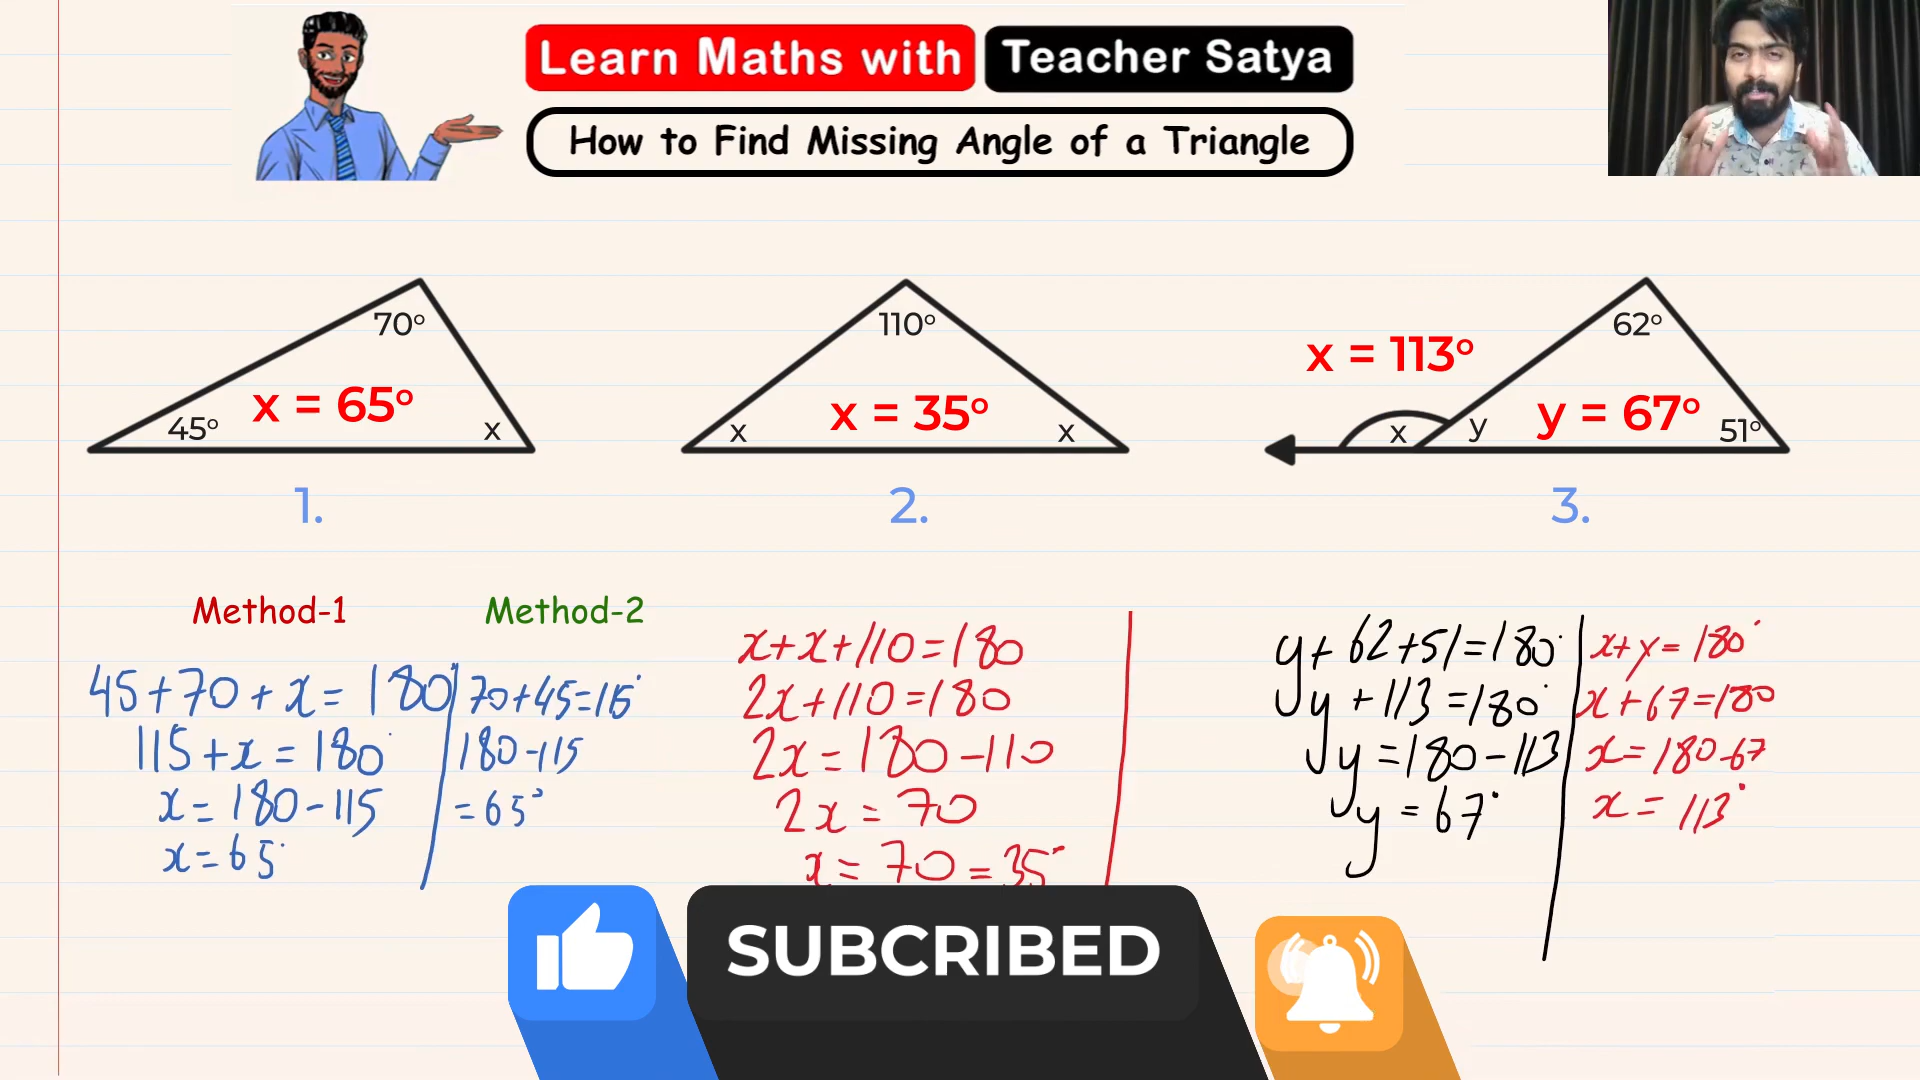 Learn Maths with Teacher Satya
How to Find Missing Angle of a Triangle
70°
x = 65°
45°
x
1.
110°
x = 35°
x
x
2.
x = 113°
62°
y = 67°
x
y
51°
3.
Method-1
45+70+x=180
115+x=180°
x=180-115
x=65°
Method-2
70+45=115°
180-115
=65°
x+x+110=180
2x+110=180
2x=180-110
2x=70
x=70=35°
y+62+51=180°
y+113=180°
y=180-113
y=67°
x+y=180°
x+67=180
x=180-67
x=113°
SUBCRIBED